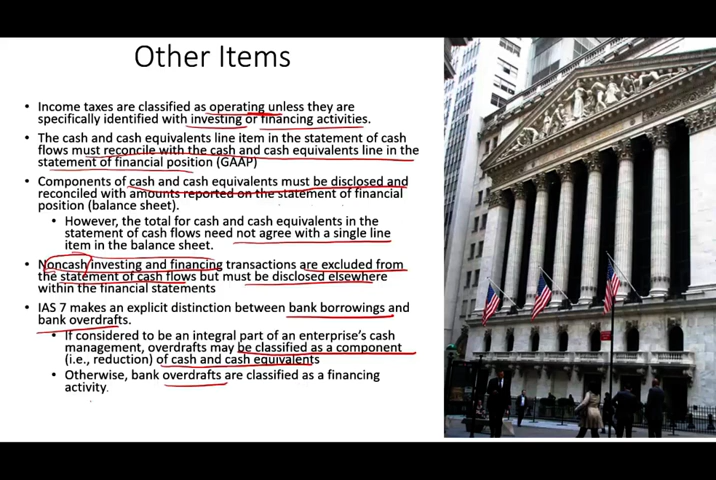 Other Items
• Income taxes are classified as operating unless they are
specifically identified with investing or financing activities.
• The cash and cash equivalents line item in the statement of cash
flows must reconcile with the cash and cash equivalents line in the
statement of financial position (GAAP)
• Components of cash and cash equivalents must be disclosed and
reconciled with amounts reported on the statement of financial
position (balance sheet).
• However, the total for cash and cash equivalents in the
statement of cash flows need not agree with a single line
item in the balance sheet.
• Noncash investing and financing transactions are excluded from
the statement of cash flows but must be disclosed elsewhere
within the financial statements
• IAS 7 makes an explicit distinction between bank borrowings and
bank overdrafts.
• If considered to be an integral part of an enterprise's cash
management, overdrafts may be classified as a component
(i.e., reduction) of cash and cash equivalents
• Otherwise, bank overdrafts are classified as a financing
activity.